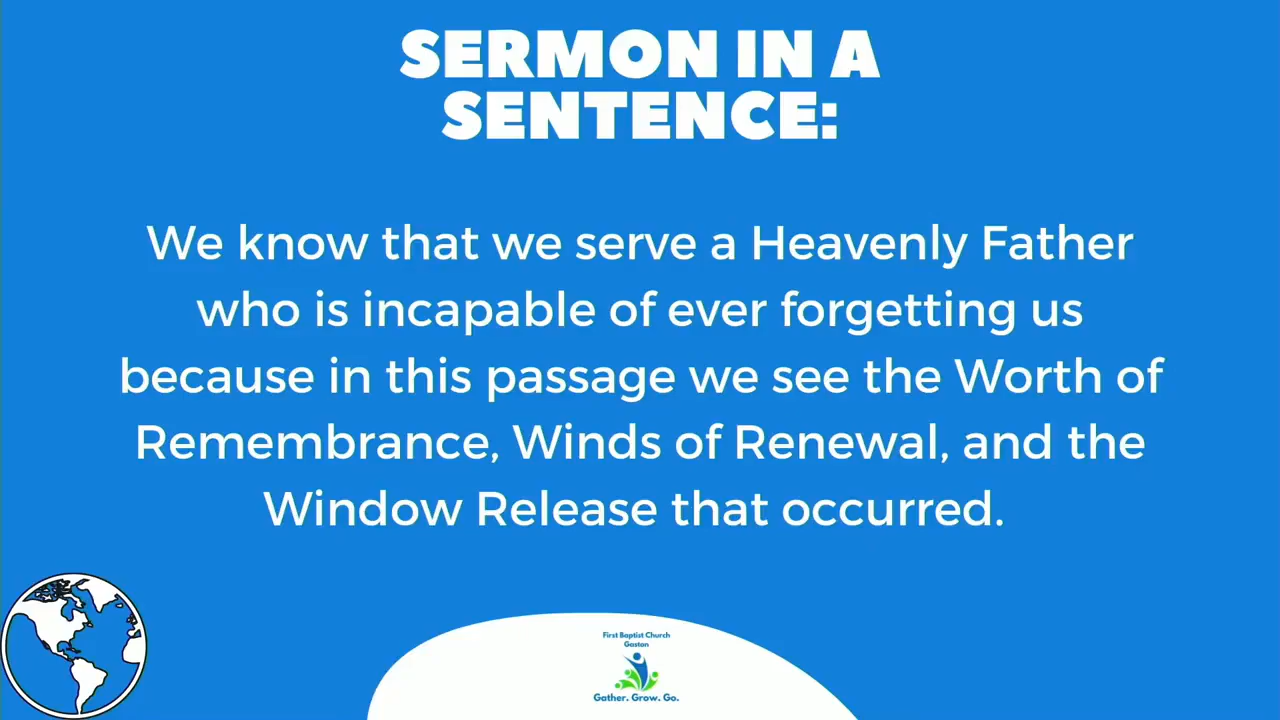 SERMON IN A
SENTENCE:
We know that we serve a Heavenly Father
who is incapable of ever forgetting us
because in this passage we see the Worth of
Remembrance, Winds of Renewal, and the
Window Release that occurred.
First Baptist Church
Gaston
Gather. Grow. Go.